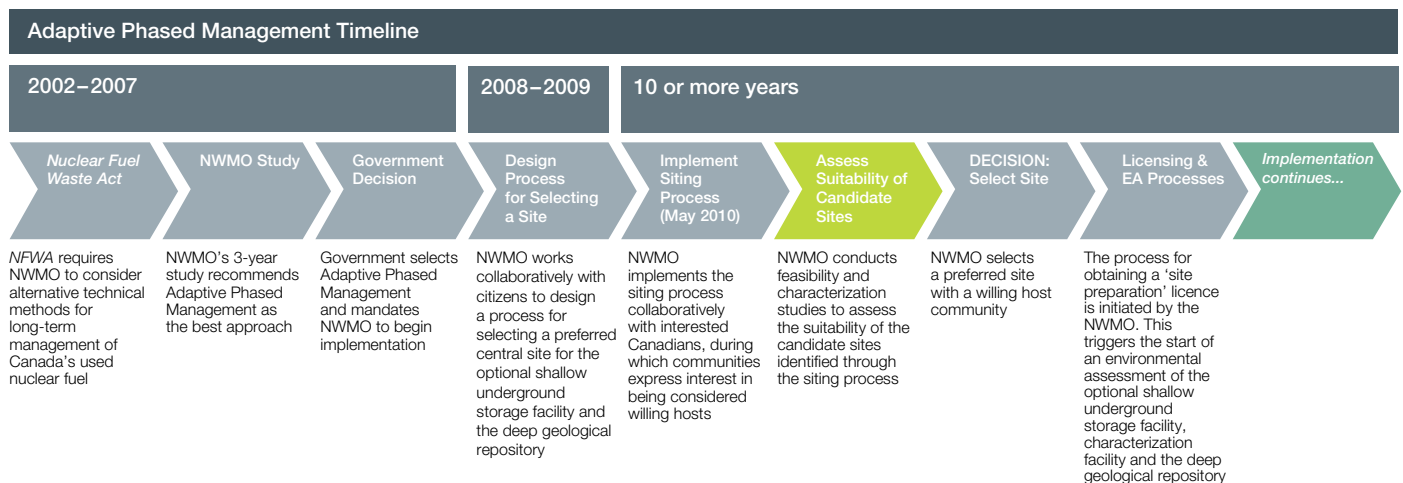 Adaptive Phased Management Timeline
2002–2007
2008–2009
10 or more years
Nuclear Fuel
Waste Act
NWMO Study
Government
Decision
Design
Process
for Selecting
a Site
Implement
Siting
Process
(May 2010)
Assess
Suitability of
Candidate
Sites
DECISION:
Select Site
Licensing &
EA Processes
Implementation
continues...
NFWA requires
NWMO to consider
alternative technical
methods for
long-term
management of
Canada's used
nuclear fuel
NWMO's 3-year
study recommends
Adaptive Phased
Management as
the best approach
Government selects
Adaptive Phased
Management
and mandates
NWMO to begin
implementation
NWMO works
collaboratively with
citizens to design
a process for
selecting a preferred
central site for the
optional shallow
underground
storage facility and
the deep geological
repository
NWMO
implements the
siting process
collaboratively
with interested
Canadians, during
which communities
express interest in
being considered
willing hosts
NWMO conducts
feasibility and
characterization
studies to assess
the suitability of the
candidate sites
identified through
the siting process
NWMO selects
a preferred site
with a willing host
community
The process for
obtaining a 'site
preparation' licence
is initiated by the
NWMO. This
triggers the start of
an environmental
assessment of the
optional shallow
underground
storage facility,
characterization
facility and the deep
geological repository